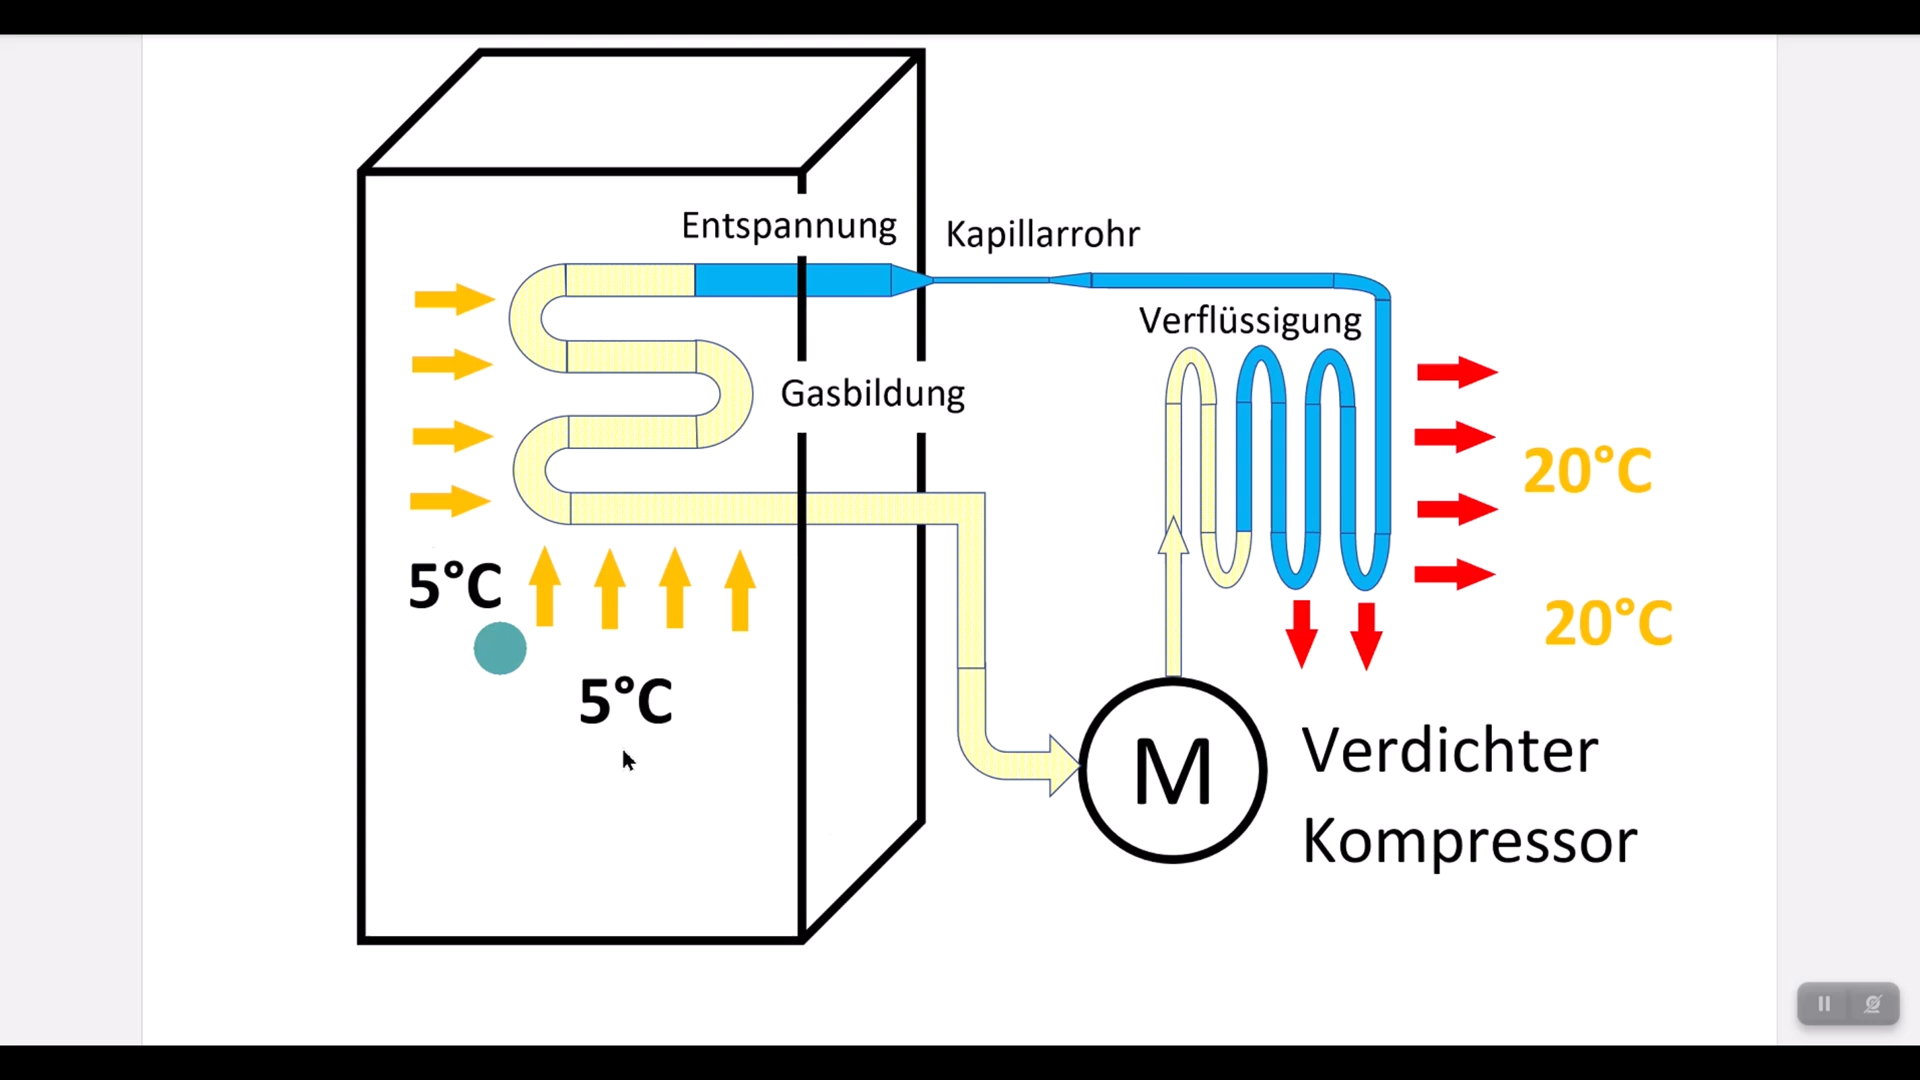 Entspannung
Kapillarrohr
Verflüssigung
Gasbildung
20°C
5°C
20°C
5°C
M
Verdichter
Kompressor